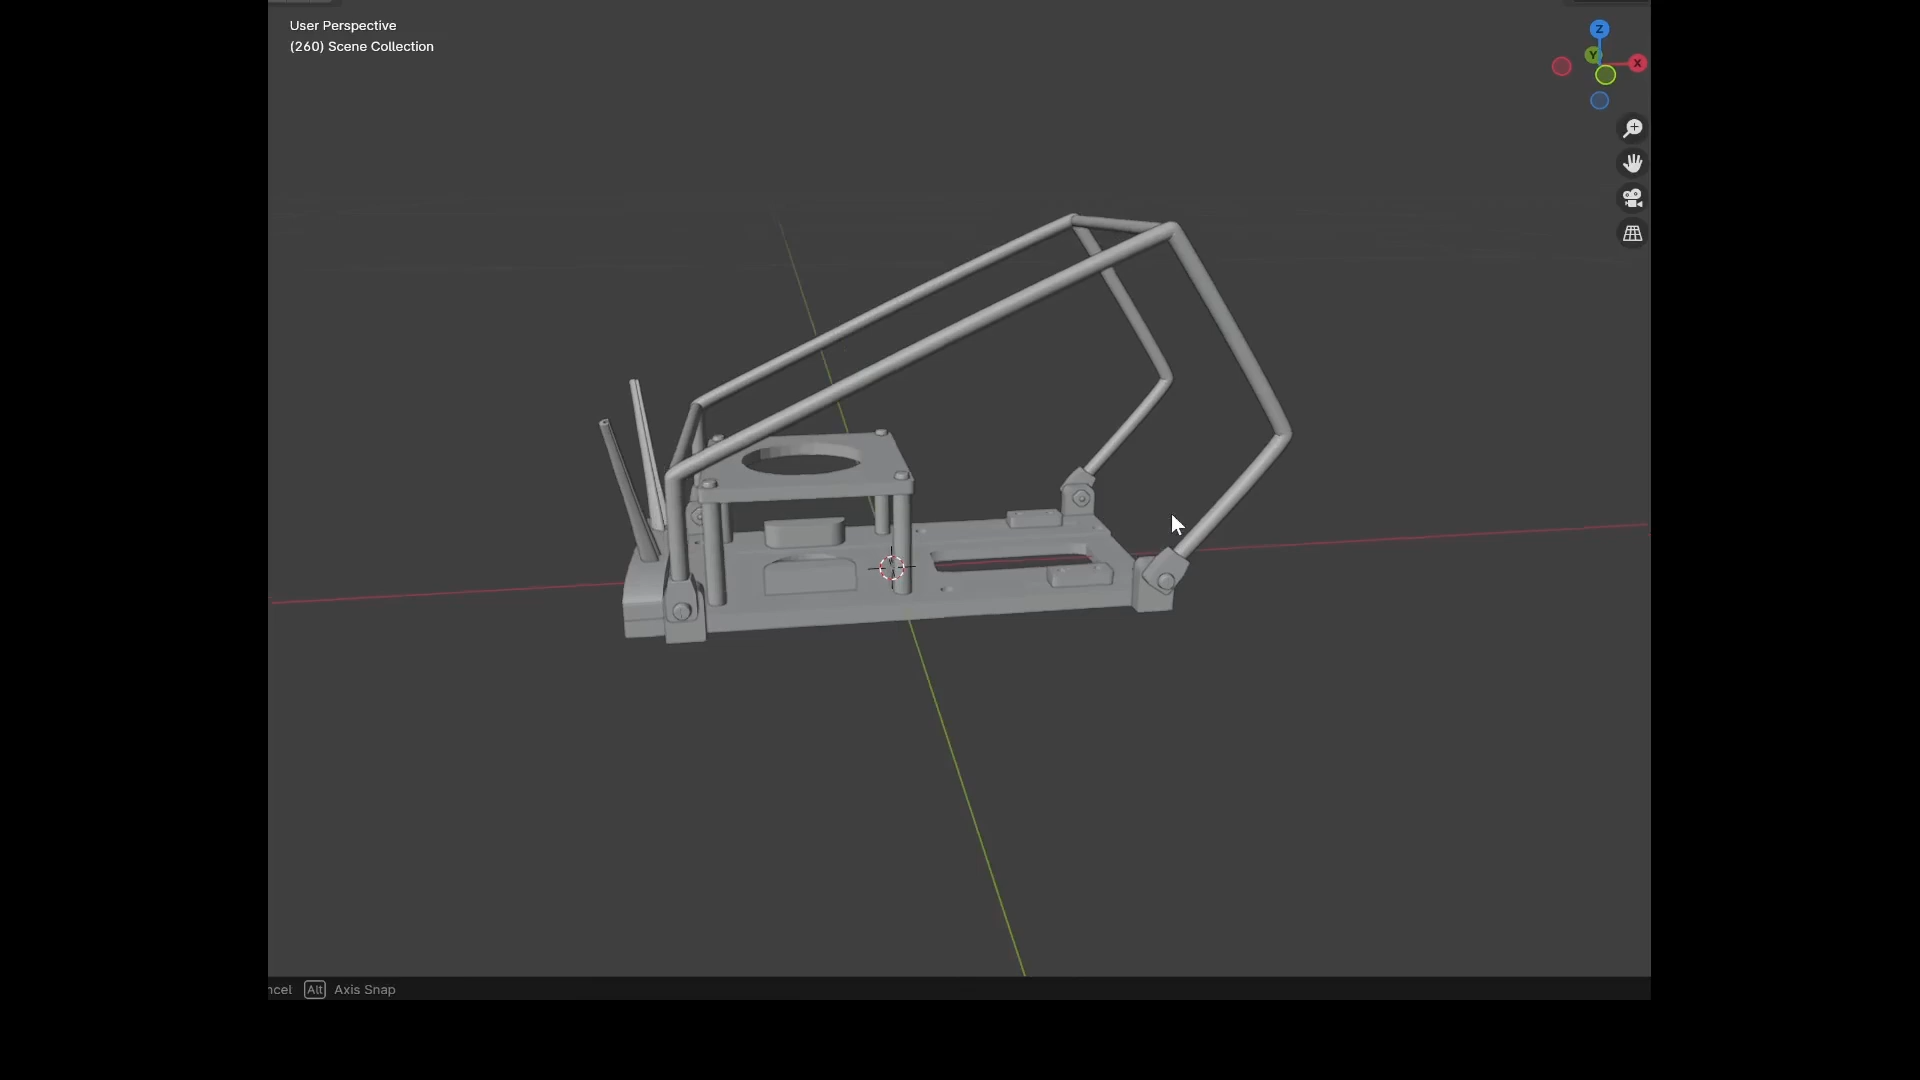 User Perspective
(260) Scene Collection
Z
Y
X
ncel Alt Axis Snap